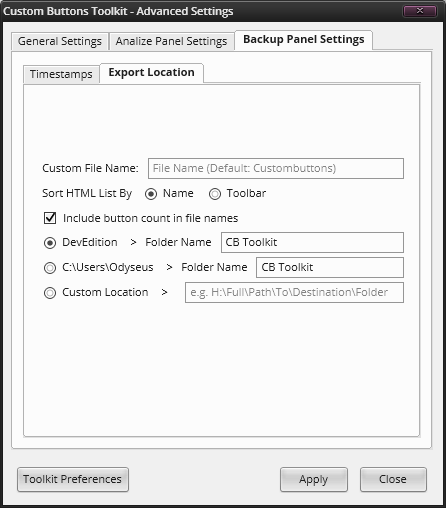 Custom Buttons Toolkit - Advanced Settings
General Settings Analize Panel Settings Backup Panel Settings
Timestamps Export Location
Custom File Name: File Name (Default: Custombuttons)
Sort HTML List By Name Toolbar
Include button count in file names
DevEdition > Folder Name CB Toolkit
C:\Users\Odyseus > Folder Name CB Toolkit
Custom Location > e.g. H:\Full\Path\To\Destination\Folder
Toolkit Preferences Apply Close